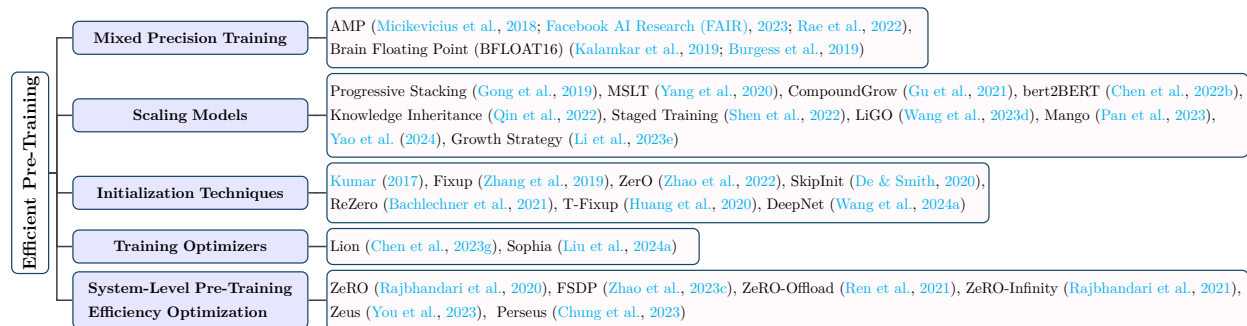 Efficient Pre-Training
Mixed Precision Training
AMP (Micikevicius et al., 2018; Facebook AI Research (FAIR), 2023; Rae et al., 2022),
Brain Floating Point (BFLOAT16) (Kalamkar et al., 2019; Burgess et al., 2019)
Scaling Models
Progressive Stacking (Gong et al., 2019), MSLT (Yang et al., 2020), CompoundGrow (Gu et al., 2021), bert2BERT (Chen et al., 2022b),
Knowledge Inheritance (Qin et al., 2022), Staged Training (Shen et al., 2022), LiGO (Wang et al., 2023d), Mango (Pan et al., 2023),
Yao et al. (2024), Growth Strategy (Li et al., 2023e)
Initialization Techniques
Kumar (2017), Fixup (Zhang et al., 2019), ZerO (Zhao et al., 2022), SkipInit (De & Smith, 2020),
ReZero (Bachlechner et al., 2021), T-Fixup (Huang et al., 2020), DeepNet (Wang et al., 2024a)
Training Optimizers
Lion (Chen et al., 2023g), Sophia (Liu et al., 2024a)
System-Level Pre-Training
Efficiency Optimization
ZeRO (Rajbhandari et al., 2020), FSDP (Zhao et al., 2023c), ZeRO-Offload (Ren et al., 2021), ZeRO-Infinity (Rajbhandari et al., 2021),
Zeus (You et al., 2023), Perseus (Chung et al., 2023)